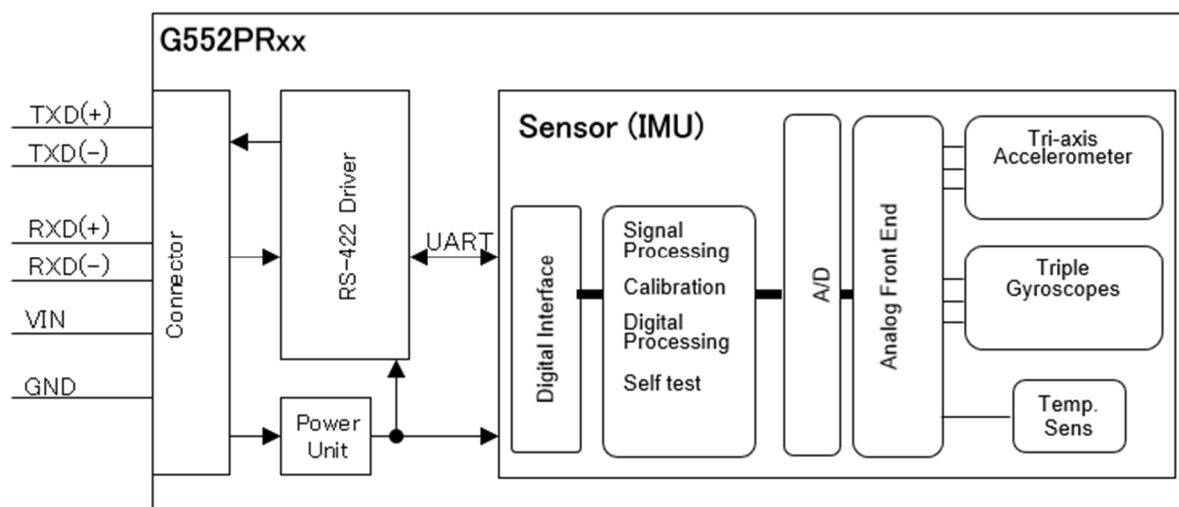 G552PRxx
TXD(+)
TXD(-)
RXD(+)
RXD(-)
VIN
GND
Connector
RS-422 Driver
Power
Unit
UART
Sensor (IMU)
Digital Interface
Signal
Processing
Calibration
Digital
Processing
Self test
A/D
Analog Front End
Tri-axis
Accelerometer
Triple
Gyroscopes
Temp.
Sens